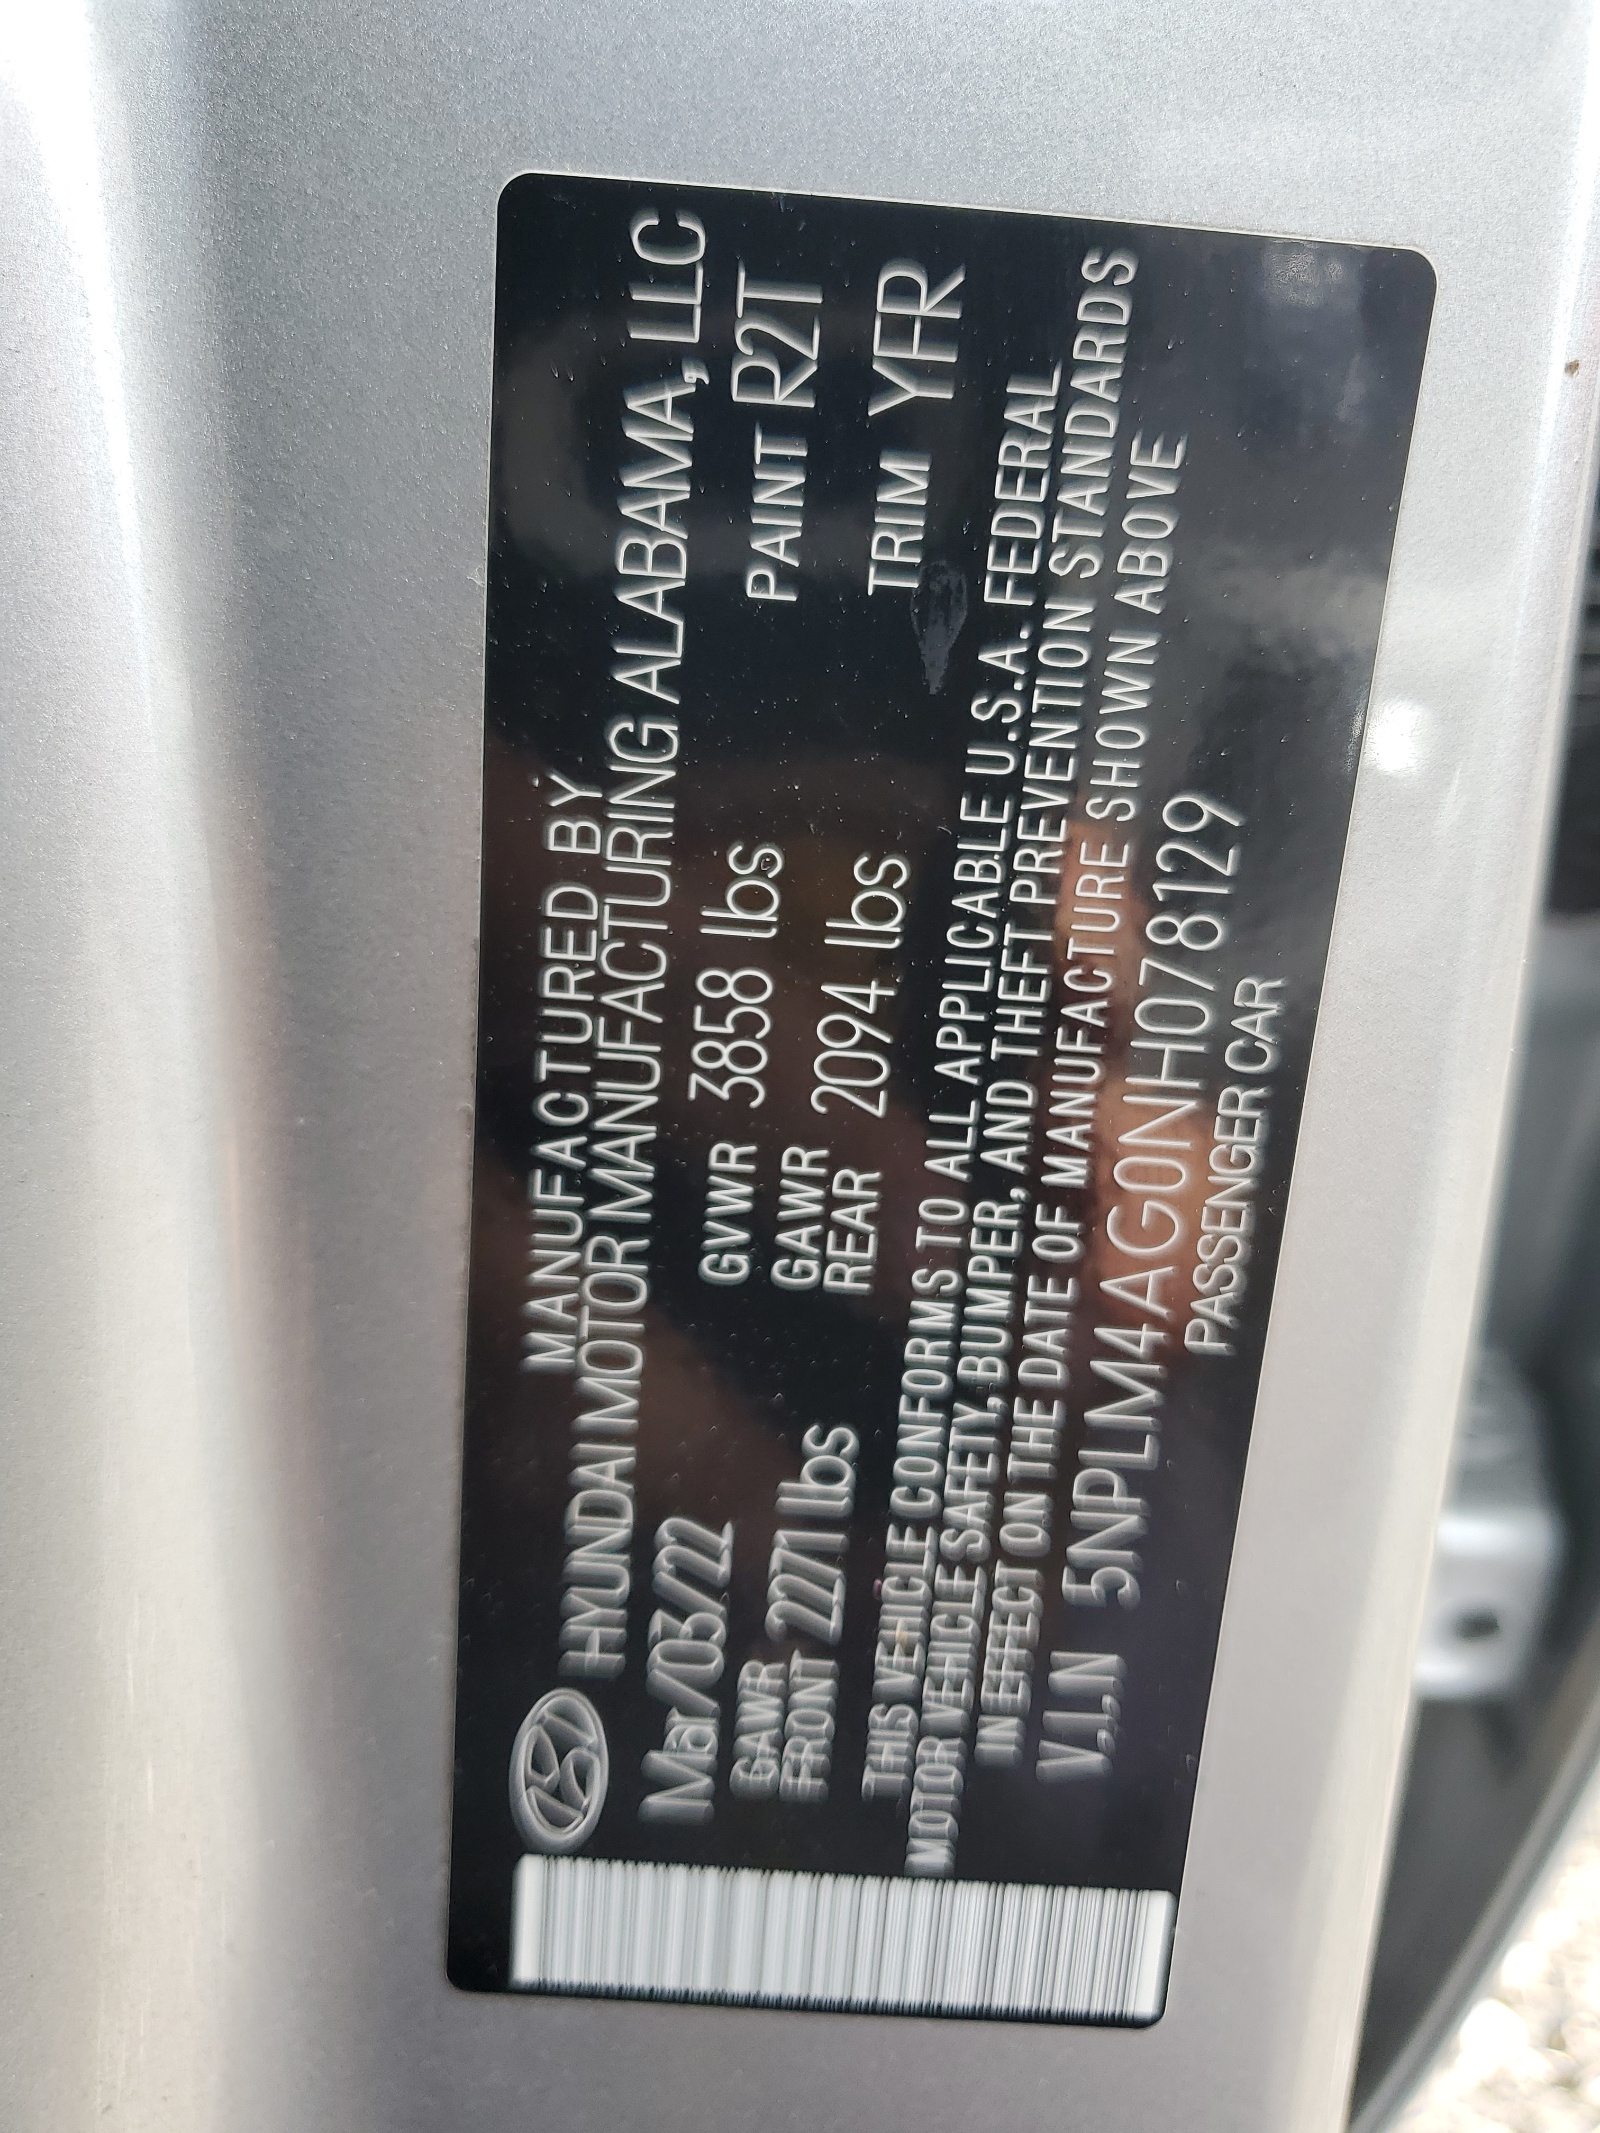 MANUFACTURED BY
HYUNDAI MOTOR MANUFACTURING ALABAMA, LLC
Mar/03/22 GVWR 3858 lbs PAINT R2T
GAWR FRONT 2271 lbs GAWR REAR 2094 lbs TRIM YFR
THIS VEHICLE CONFORMS TO ALL APPLICABLE U.S.A. FEDERAL
MOTOR VEHICLE SAFETY, BUMPER, AND THEFT PREVENTION STANDARDS
IN EFFECT ON THE DATE OF MANUFACTURE SHOWN ABOVE
V.I.N 5NPLM4AG0NH078129
PASSENGER CAR